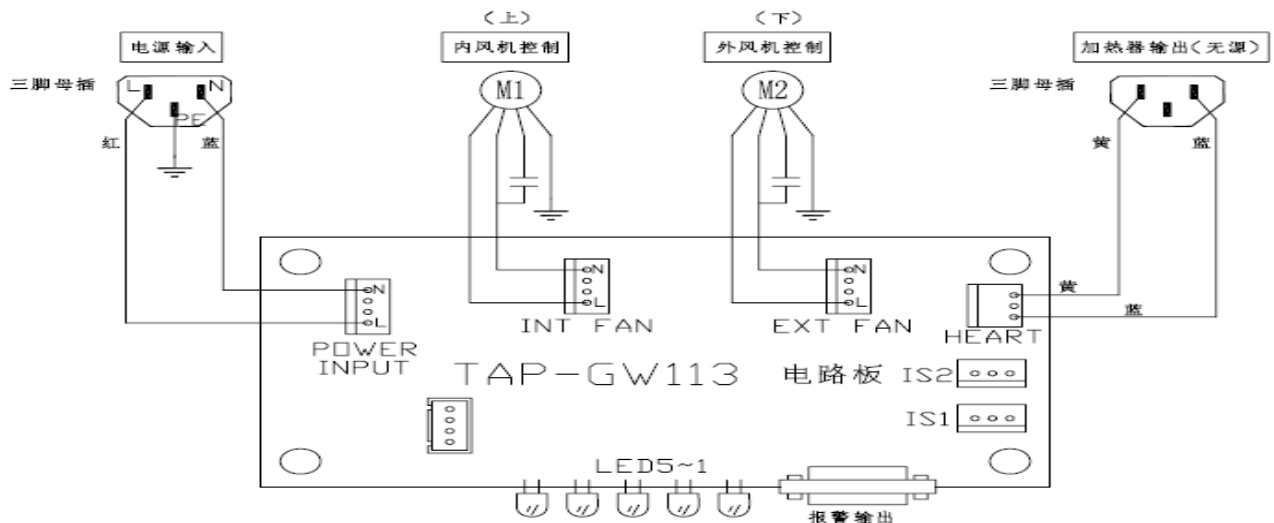 （上）
（下）
电源输入
内风机控制
外风机控制
加热器输出(无源)
三脚母插
L
N
PE
M1
M2
三脚母插
红
蓝
黄
蓝
N
L
POWER
INPUT
N
L
INT FAN
N
L
EXT FAN
黄
蓝
HEART
TAP-GW113
电路板
IS2
IS1
LED5~1
报警输出